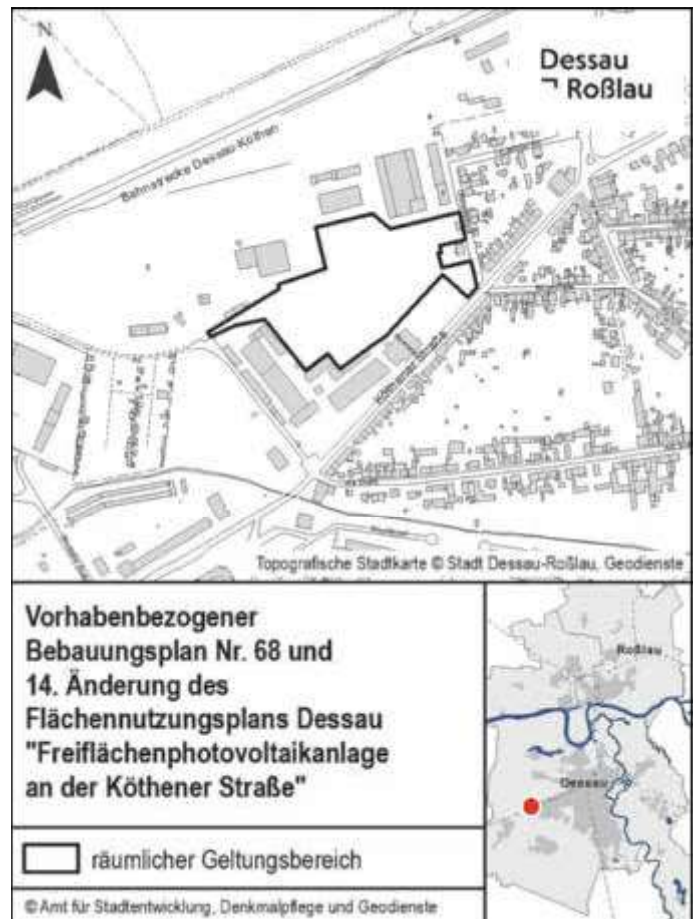 N
Dessau
Roßlau
Bahnstrecke Dessau-Köthen
Köthener Straße
Topografische Stadtkarte © Stadt Dessau-Roßlau, Geodienste
Vorhabenbezogener
Bebauungsplan Nr. 68 und
14. Änderung des
Flächennutzungsplans Dessau
"Freiflächenphotovoltaikanlage
an der Köthener Straße"
Roßlau
Dessau
räumlicher Geltungsbereich
© Amt für Stadtentwicklung, Denkmalpflege und Geodienste